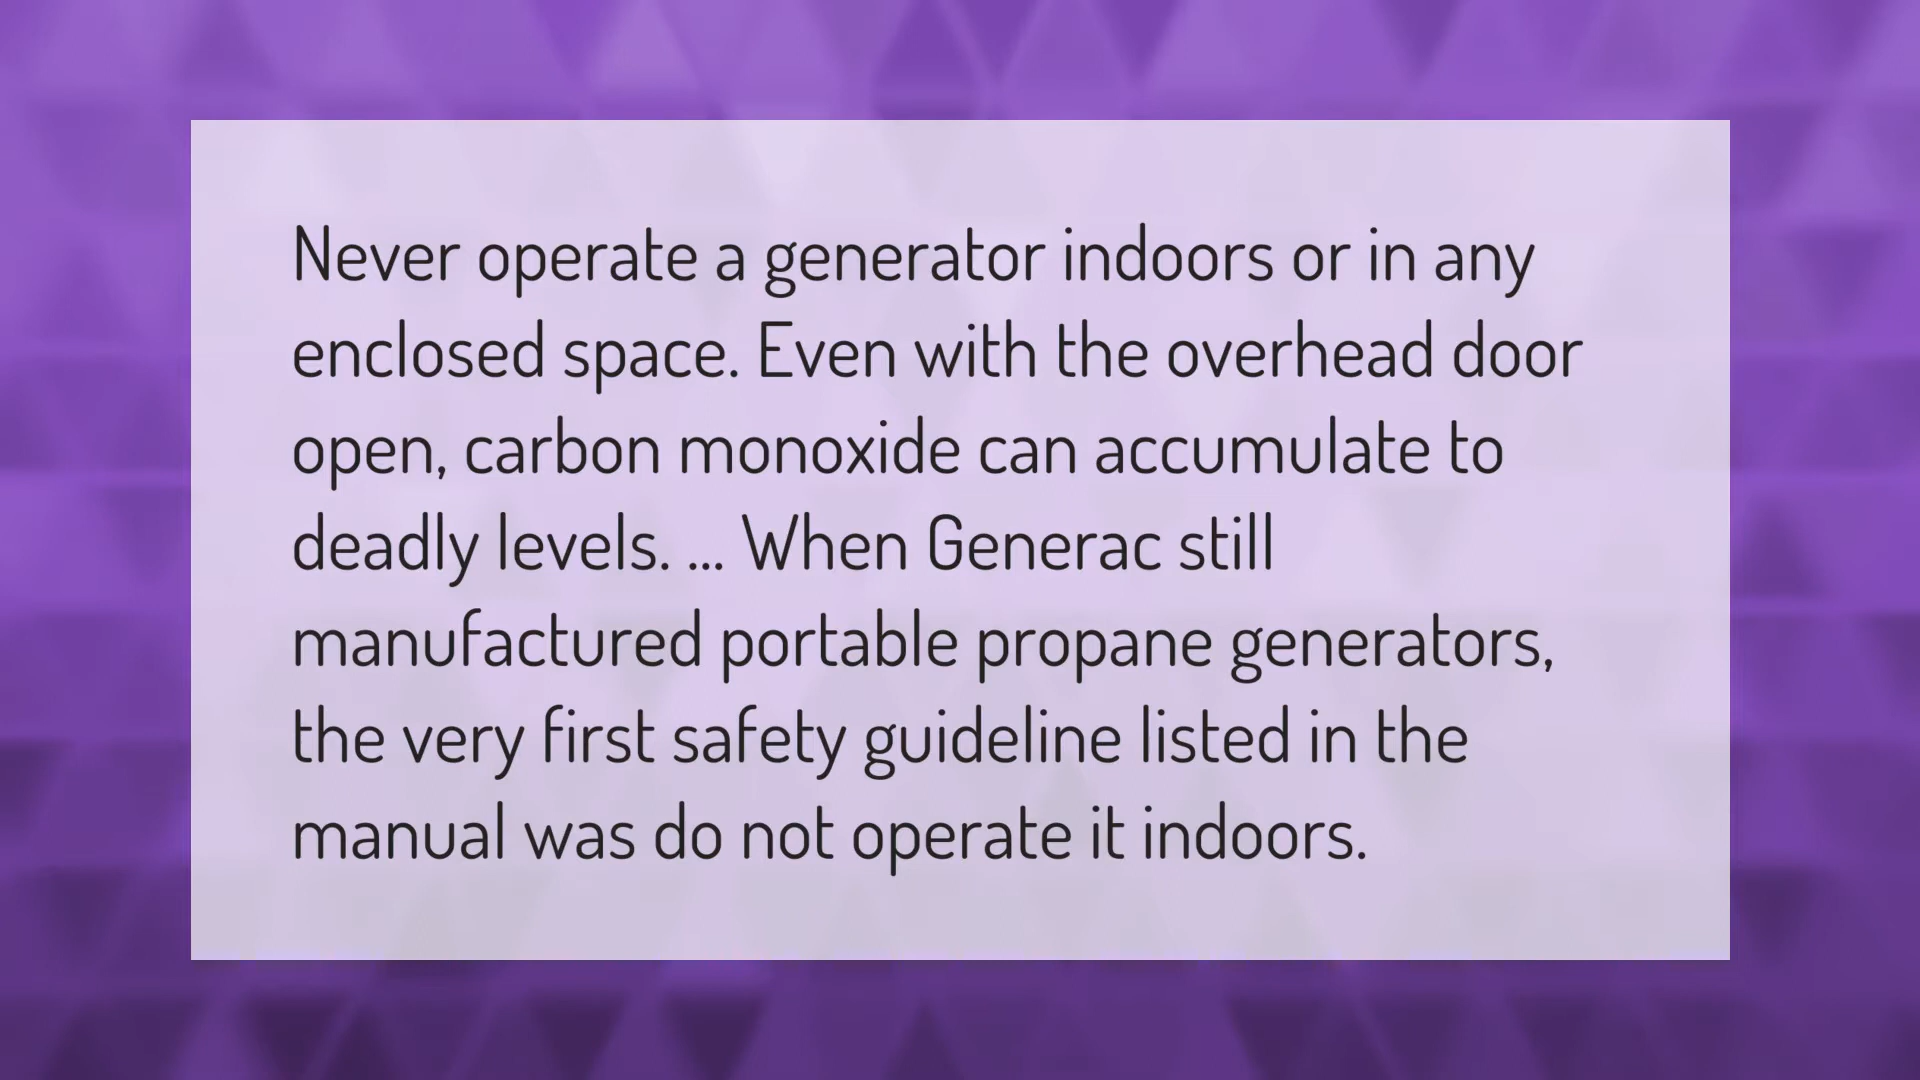 Never operate a generator indoors or in any
enclosed space. Even with the overhead door
open, carbon monoxide can accumulate to
deadly levels. ... When Generac still
manufactured portable propane generators,
the very first safety guideline listed in the
manual was do not operate it indoors.